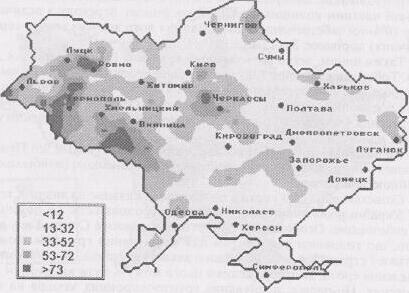 Чернигов
Луцк
Ровно
Киев
Сумы
Львов
Житомир
Харьков
Тернополь
Хмельницкий
Черкассы
Полтава
Винница
Кировоград
Днепропетровск
Луганск
Запорожье
Донецк
Одесса
Николаев
Херсон
Симферополь
<12
13-32
33-52
53-72
>73